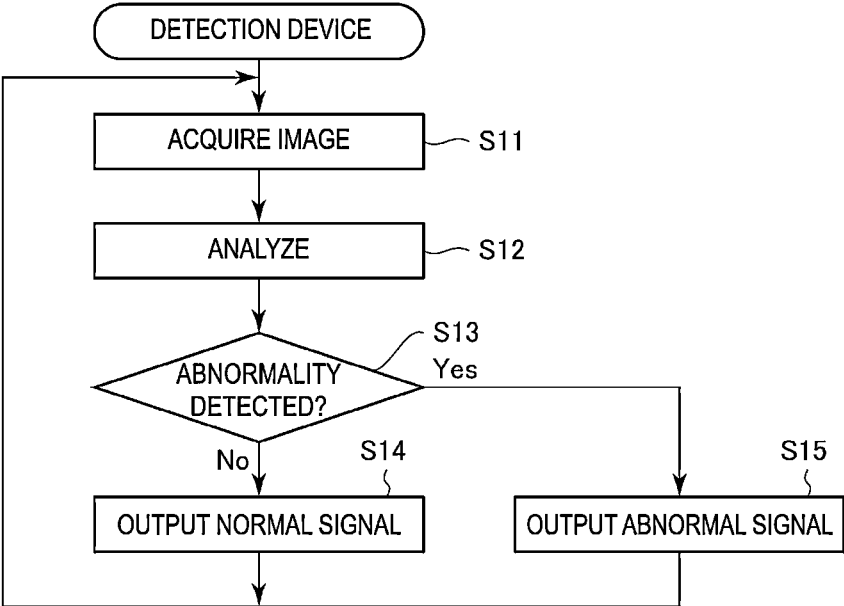 DETECTION DEVICE
ACQUIRE IMAGE
S11
ANALYZE
S12
S13
ABNORMALITY
DETECTED?
Yes
No
S14
S15
OUTPUT NORMAL SIGNAL
OUTPUT ABNORMAL SIGNAL